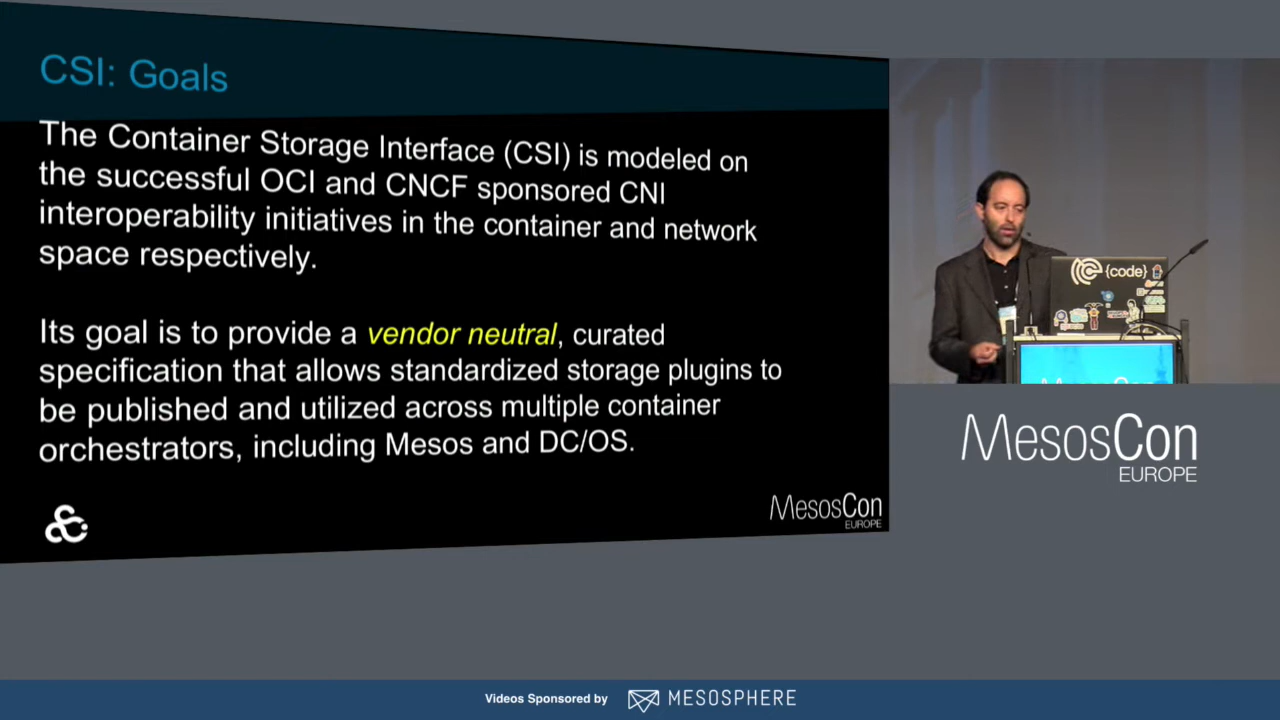 CSI: Goals
The Container Storage Interface (CSI) is modeled on
the successful OCI and CNCF sponsored CNI
interoperability initiatives in the container and network
space respectively.
Its goal is to provide a vendor neutral, curated
specification that allows standardized storage plugins to
be published and utilized across multiple container
orchestrators, including Mesos and DC/OS.
MesosCon
EUROPE
{code}
MesosCon
EUROPE
Videos Sponsored by MESOSPHERE